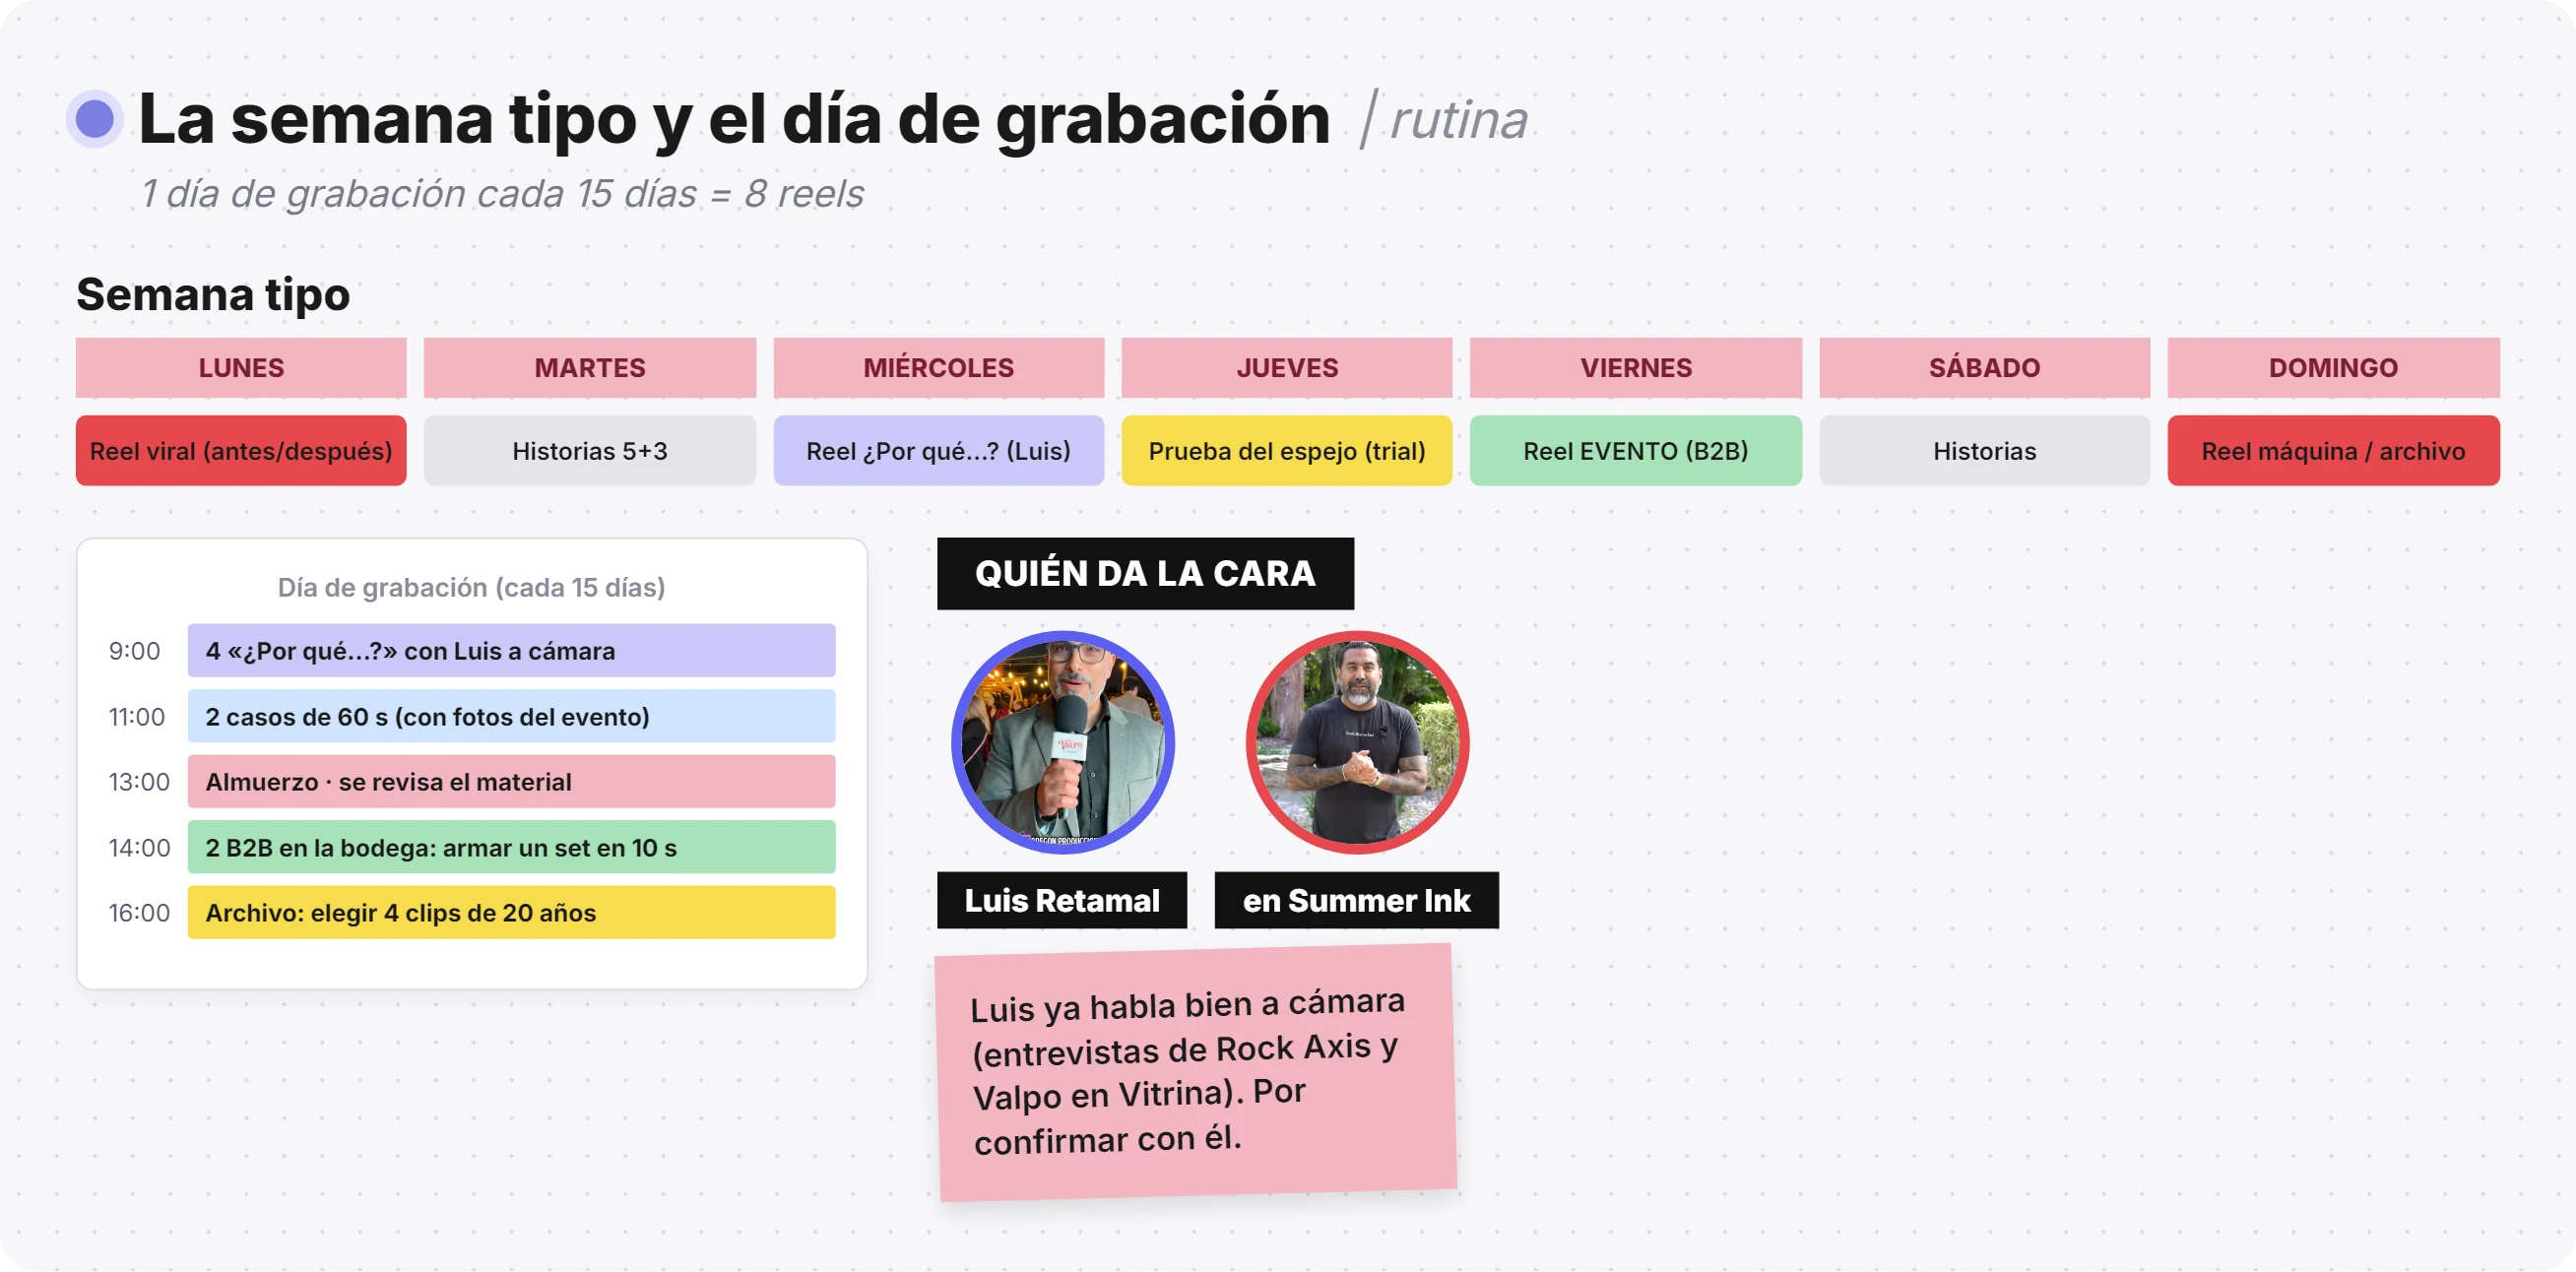 La semana tipo y el día de grabación | rutina
1 día de grabación cada 15 días = 8 reels
Semana tipo
LUNES MARTES MIÉRCOLES JUEVES VIERNES SÁBADO DOMINGO
Reel viral (antes/después) Historias 5+3 Reel ¿Por qué...? (Luis) Prueba del espejo (trial) Reel EVENTO (B2B) Historias Reel máquina / archivo
Día de grabación (cada 15 días)
9:00 4 «¿Por qué...?» con Luis a cámara
11:00 2 casos de 60 s (con fotos del evento)
13:00 Almuerzo · se revisa el material
14:00 2 B2B en la bodega: armar un set en 10 s
16:00 Archivo: elegir 4 clips de 20 años
QUIÉN DA LA CARA
VALPO
Luis Retamal en Summer Ink
Luis ya habla bien a cámara
(entrevistas de Rock Axis y
Valpo en Vitrina). Por
confirmar con él.